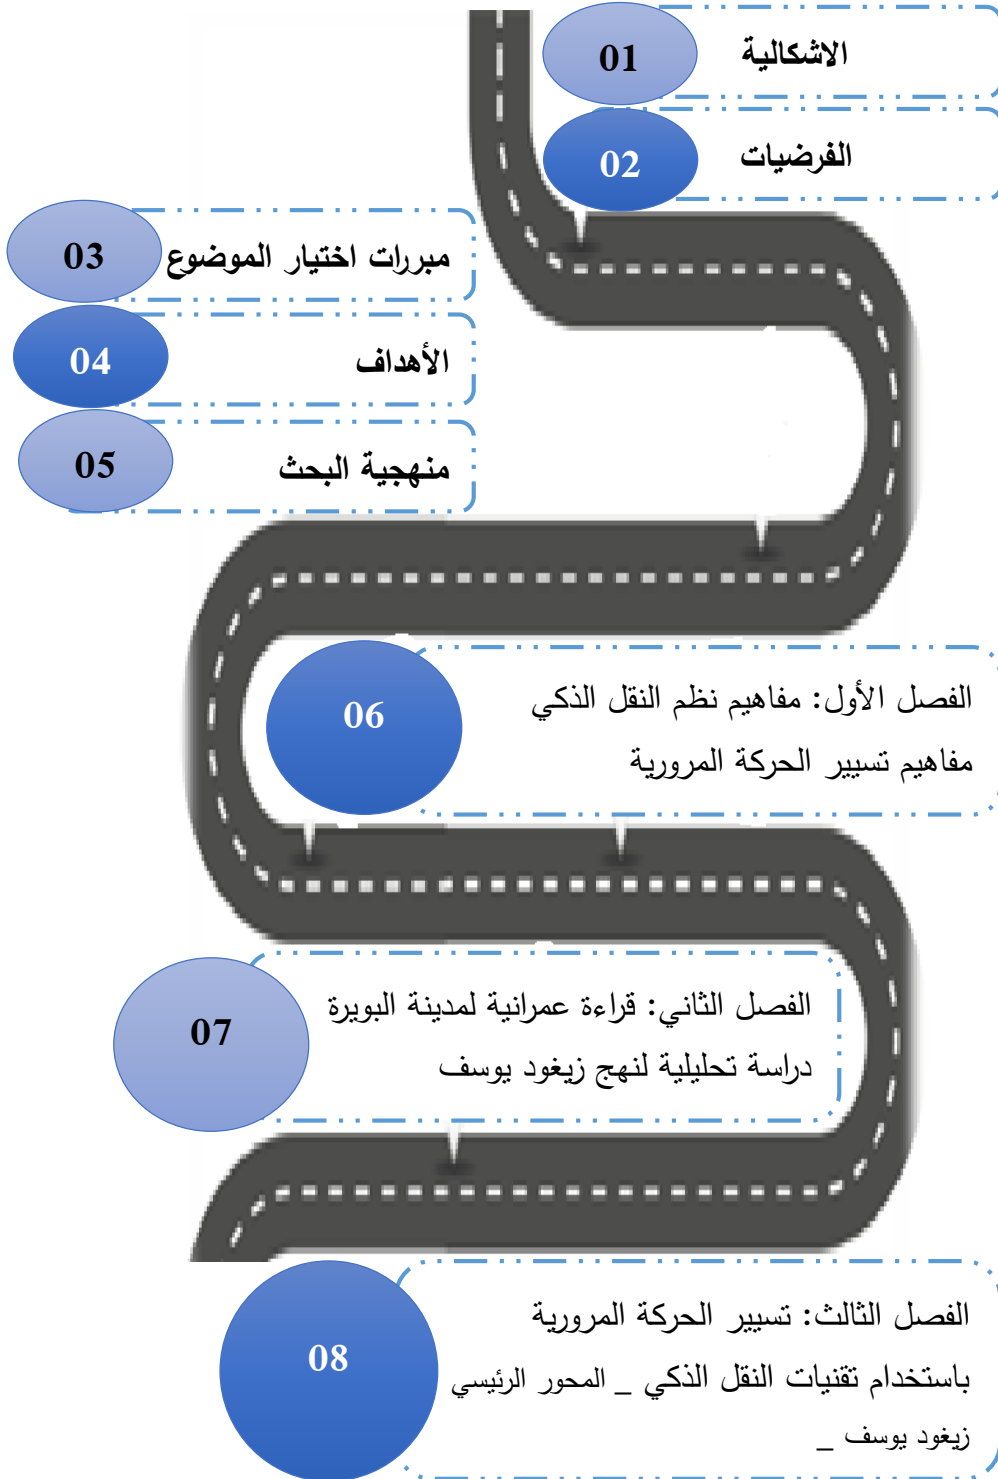 01
الاشكالية
02
الفرضيات
03
مبررات اختيار الموضوع
04
الأهداف
05
منهجية البحث
06
الفصل الأول: مفاهيم نظم النقل الذكي
مفاهيم تسيير الحركة المرورية
07
الفصل الثاني: قراءة عمرانية لمدينة البويرة
دراسة تحليلية لنهج زيغود يوسف
08
الفصل الثالث: تسيير الحركة المرورية
باستخدام تقنيات النقل الذكي _ المحور الرئيسي
زيغود يوسف _